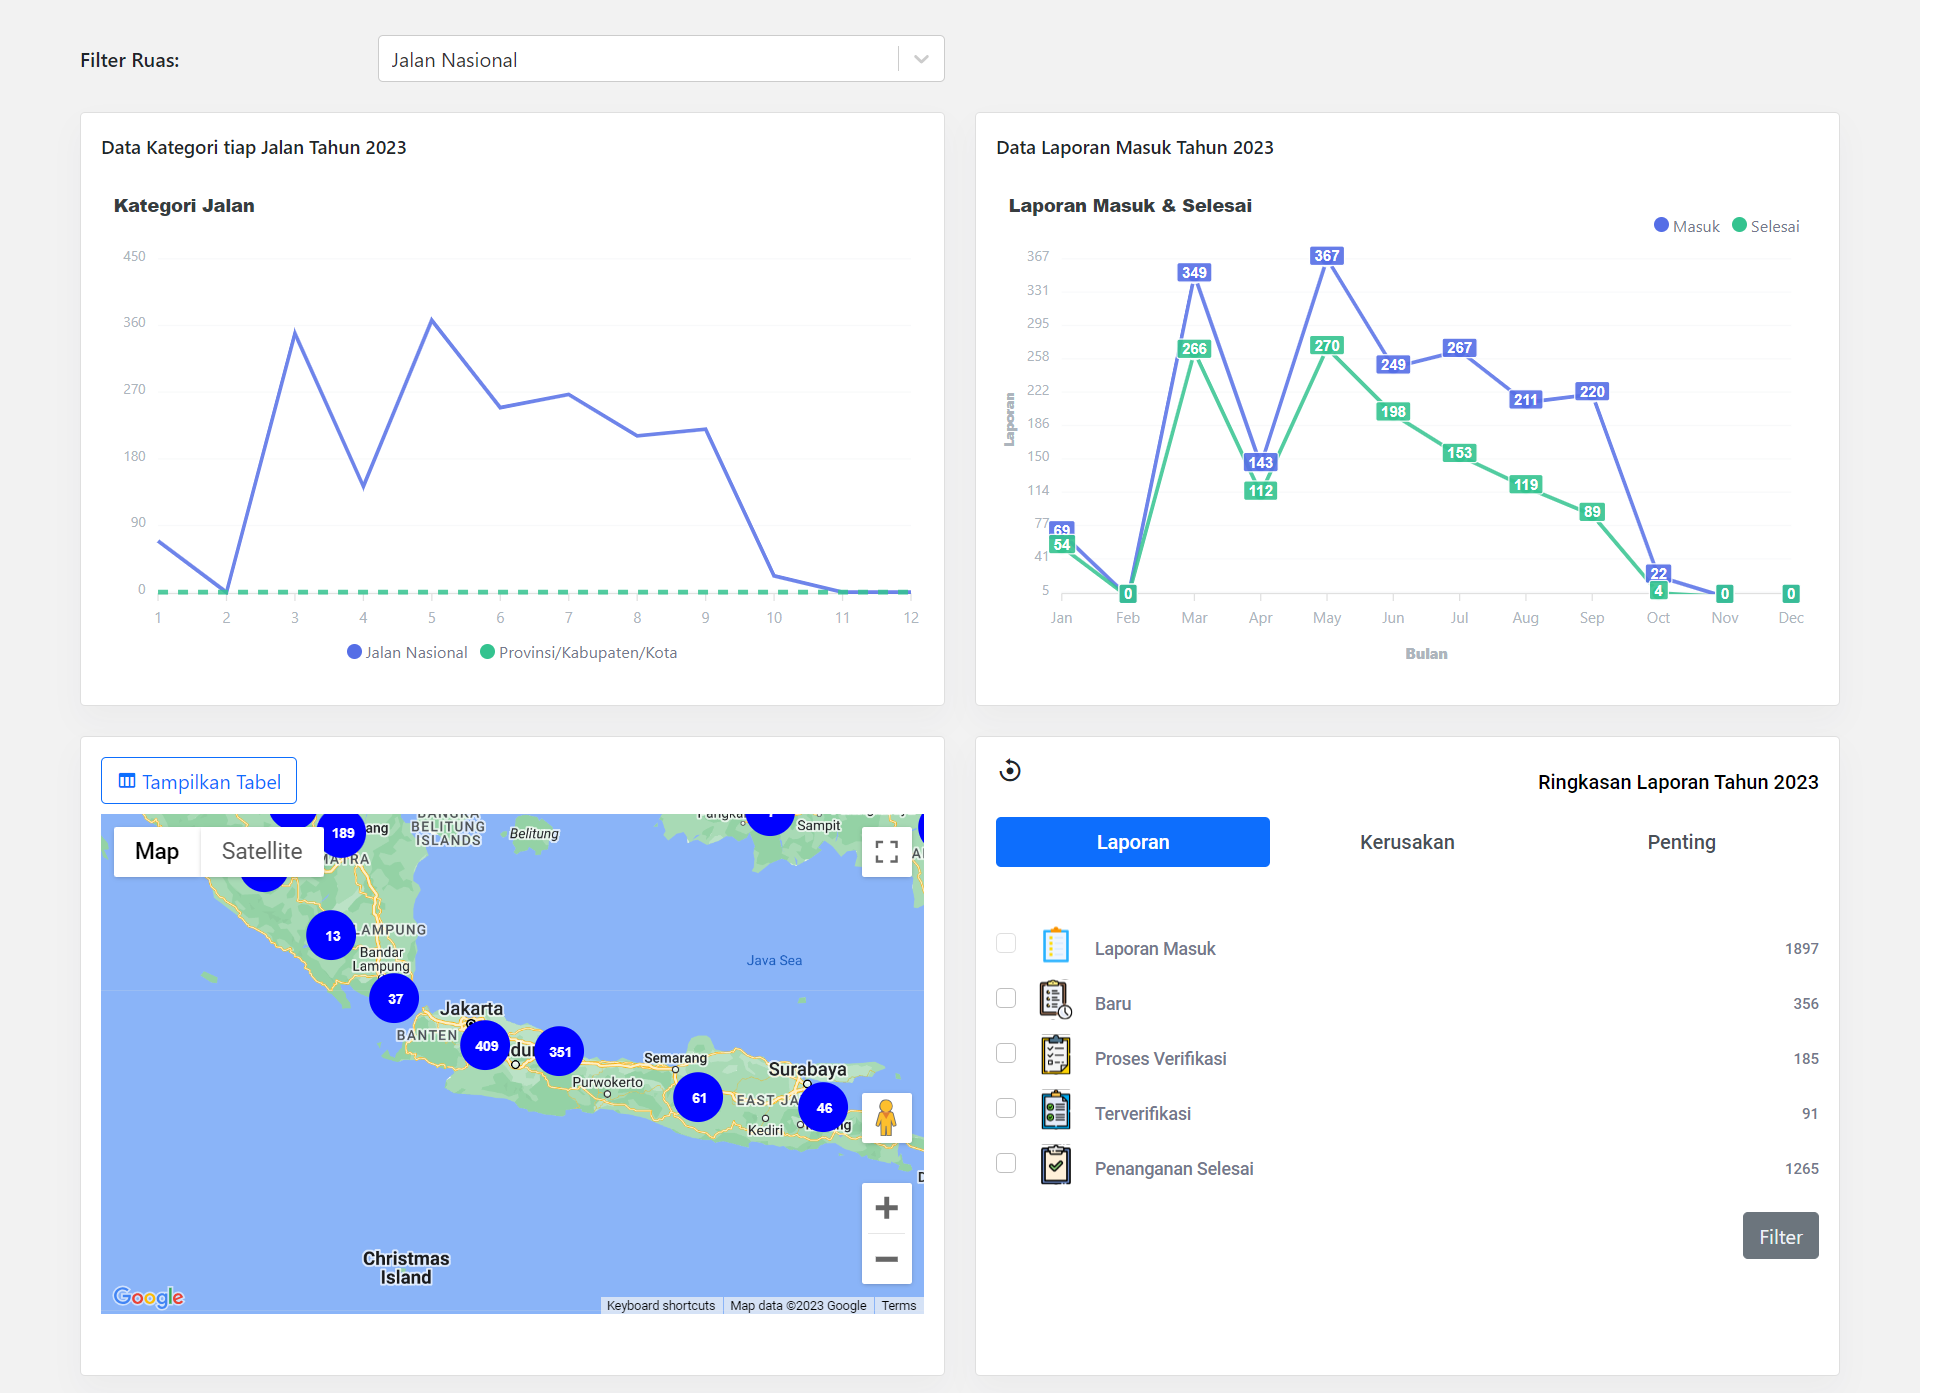 Filter Ruas:
Jalan Nasional
Data Kategori tiap Jalan Tahun 2023
Kategori Jalan
450
360
270
180
90
0
1 2 3 4 5 6 7 8 9 10 11 12
Jalan Nasional Provinsi/Kabupaten/Kota
Data Laporan Masuk Tahun 2023
Laporan Masuk & Selesai
Masuk Selesai
367
331
295
258
222
186
150
114
77
41
5
Laporan
69 349 143 367 249 267 211 220 22
54 0 266 112 270 198 153 119 89 4 0 0
Jan Feb Mar Apr May Jun Jul Aug Sep Oct Nov Dec
Bulan
Tampilkan Tabel
Map Satellite
189
BELITUNG
ISLANDS
Belitung
Sampit
13
LAMPUNG
Bandar
Lampung
Java Sea
37
Jakarta
BANTEN
409
351
Semarang
Surabaya
Purwokerto
61
46
Kediri
Christmas
Island
Google
Keyboard shortcuts Map data ©2023 Google Terms
Ringkasan Laporan Tahun 2023
Laporan Kerusakan Penting
Laporan Masuk 1897
Baru 356
Proses Verifikasi 185
Terverifikasi 91
Penanganan Selesai 1265
Filter